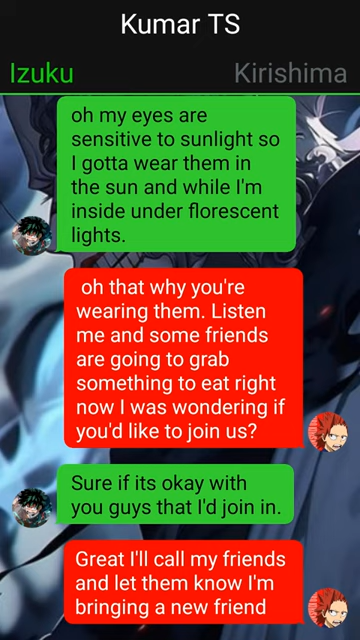 Kumar TS
Izuku Kirishima
oh my eyes are
sensitive to sunlight so
I gotta wear them in
the sun and while I'm
inside under florescent
lights.
oh that why you're
wearing them. Listen
me and some friends
are going to grab
something to eat right
now I was wondering if
you'd like to join us?
Sure if its okay with
you guys that I'd join in.
Great I'll call my friends
and let them know I'm
bringing a new friend